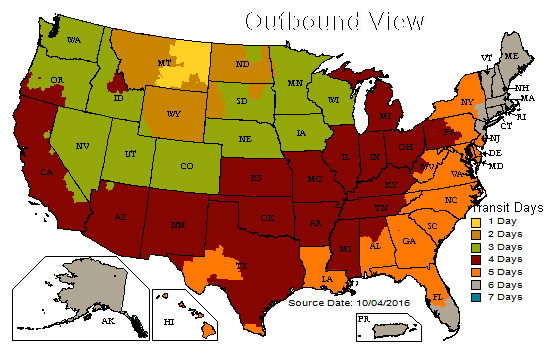 Outbound View
WA
MT
ND
MN
VT
ME
OR
ID
SD
WI
NY
NH
MA
WY
MI
RI
CT
NE
IA
PA
NJ
NV
UT
CO
IL
IN
OH
DE
MD
CA
KS
MO
KY
WV
VA
AZ
NM
OK
AR
TN
NC
SC
TX
LA
MS
AL
GA
FL
AK
HI
PR
Transit Days
1 Day
2 Days
3 Days
4 Days
5 Days
6 Days
7 Days
Source Date: 10/04/2016